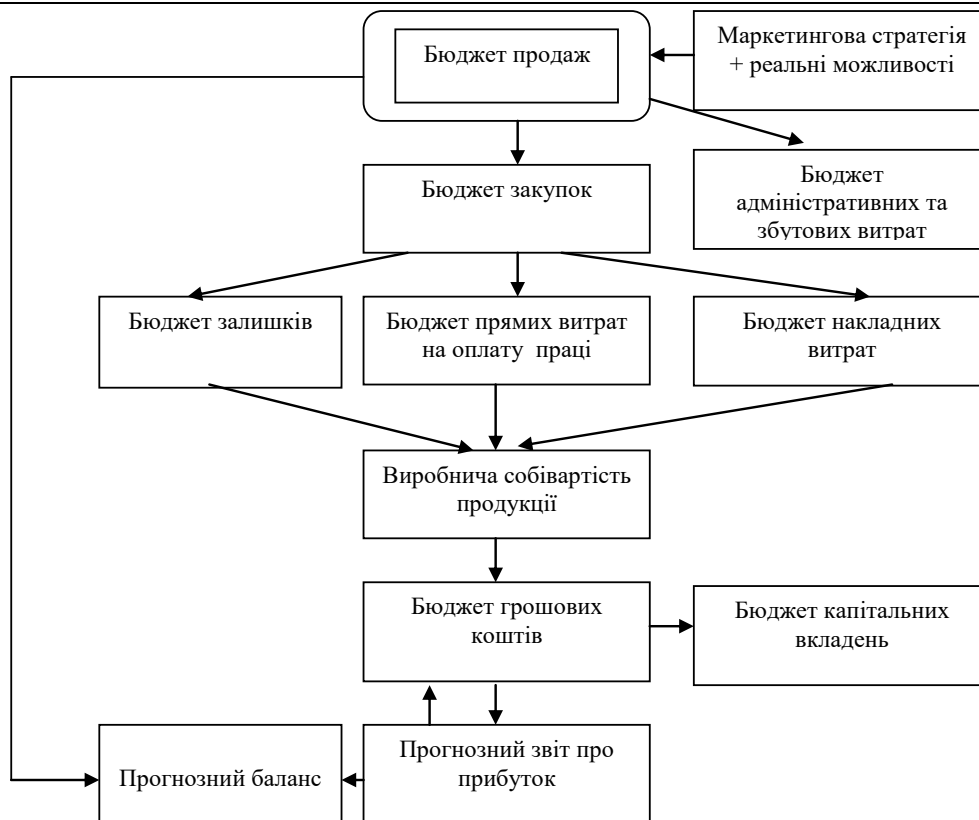 Бюджет продаж
Маркетингова стратегія
+ реальні можливості
Бюджет закупок
Бюджет
адміністративних та
збутових витрат
Бюджет залишків
Бюджет прямих витрат
на оплату праці
Бюджет накладних
витрат
Виробнича собівартість
продукції
Бюджет грошових
коштів
Бюджет капітальних
вкладень
Прогнозний баланс
Прогнозний звіт про
прибуток